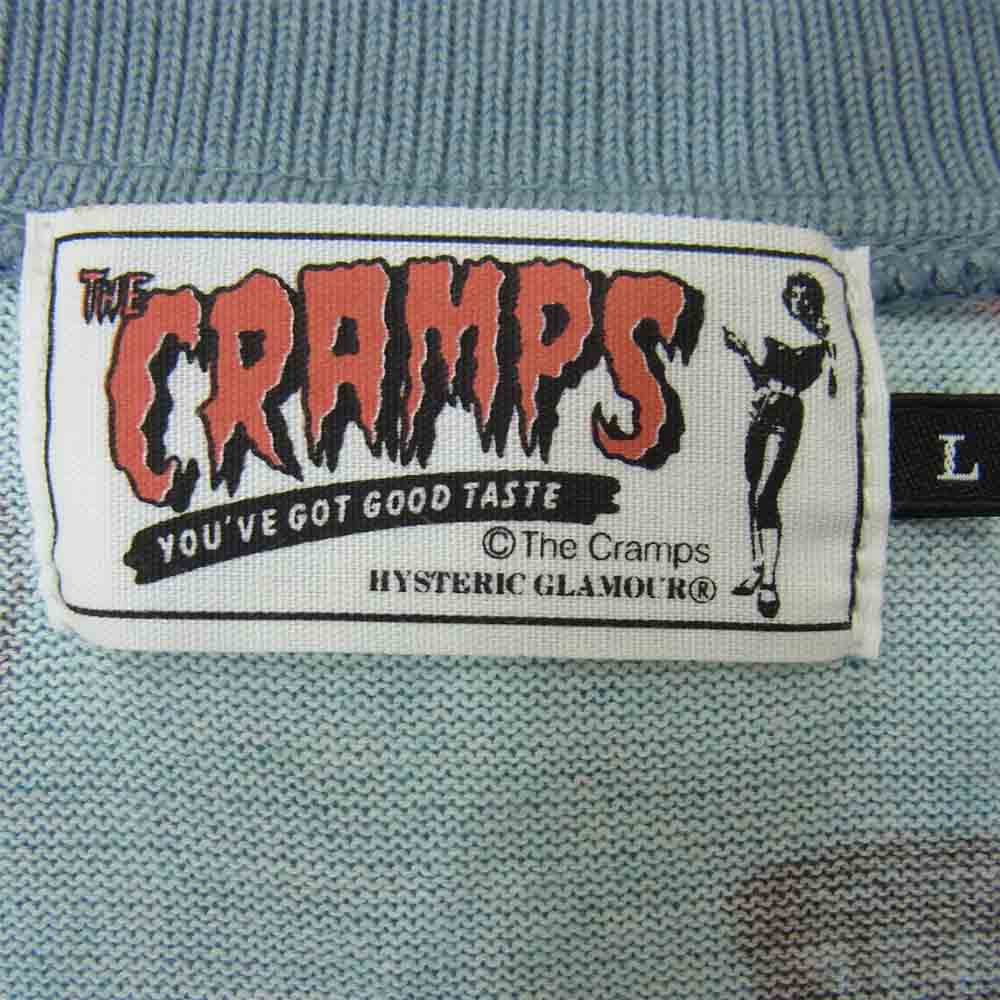 THE
CRAMPS
YOU'VE GOT GOOD TASTE
©The Cramps
HYSTERIC GLAMOUR®
L